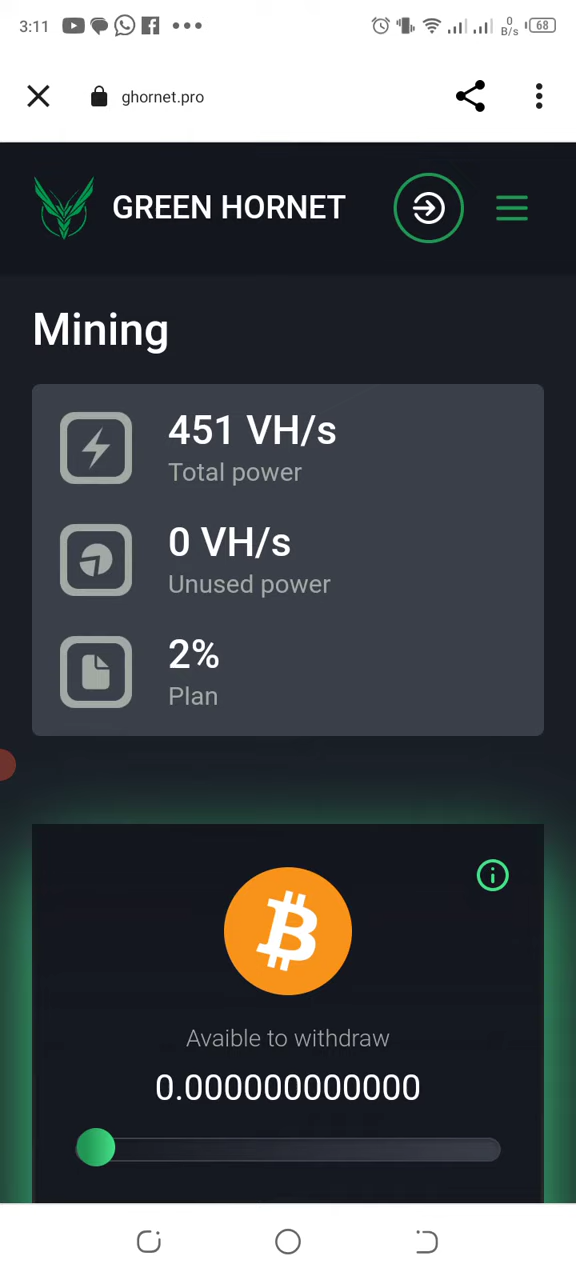 3:11
0
B/s
68
ghornet.pro
GREEN HORNET
Mining
451 VH/s
Total power
0 VH/s
Unused power
2%
Plan
Avaible to withdraw
0.000000000000